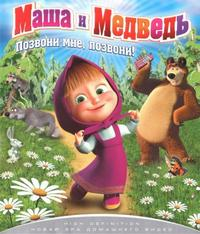 Маша и Медведь
Позвони мне, позвони!
HIGH DEFINITION
НОВАЯ ЭРА ДОМАШНЕГО ВИДЕО